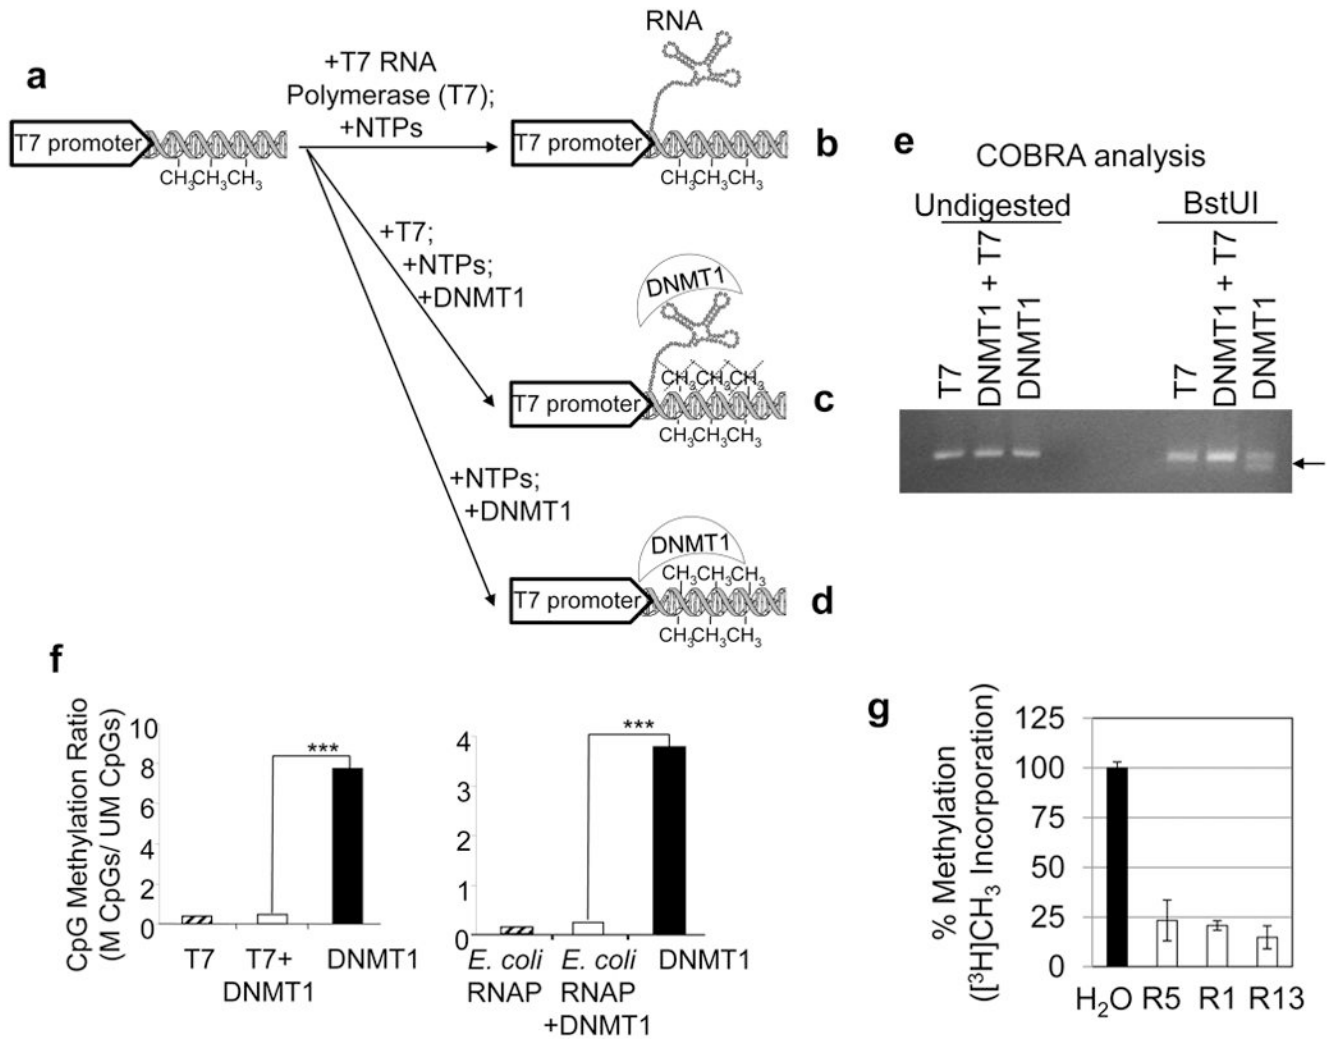 a
+T7 RNA
Polymerase (T7);
+NTPs
RNA
T7 promoter
CH3CH3CH3
T7 promoter
CH3CH3CH3
b
+T7;
+NTPs;
+DNMT1
DNMT1
CH3CH3CH3
T7 promoter
CH3CH3CH3
c
+NTPs;
+DNMT1
DNMT1
CH3CH3CH3
T7 promoter
CH3CH3CH3
d
e
COBRA analysis
Undigested
BstUI
T7
DNMT1 + T7
DNMT1
T7
DNMT1 + T7
DNMT1
f
CpG Methylation Ratio
(M CpGs/ UM CpGs)
10
8
6
4
2
0
***
T7
T7+
DNMT1
DNMT1
4
3
2
1
0
***
E. coli
RNAP
E. coli
RNAP
+DNMT1
DNMT1
g
% Methylation
([3H]CH3 Incorporation)
125
100
75
50
25
0
H2O R5 R1 R13